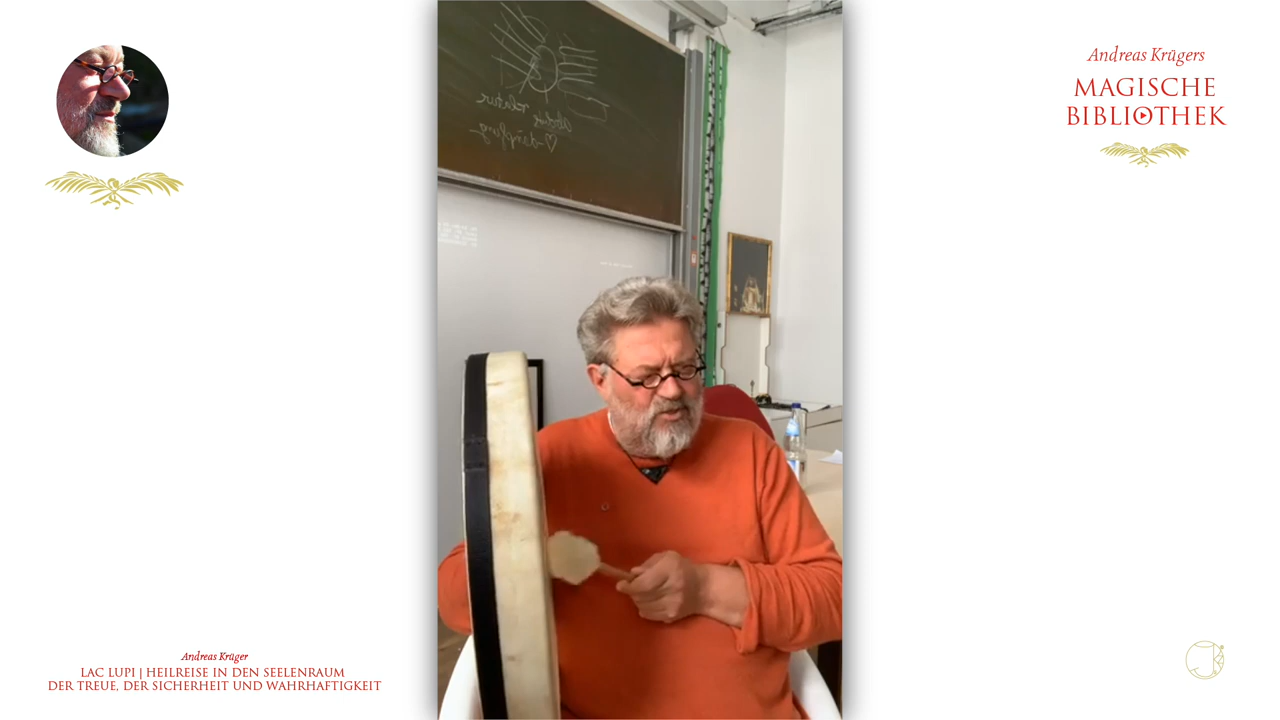 Andreas Krügers
MAGISCHE
BIBLIOTHEK
Andreas Krüger
LAC LUPI | HEILREISE IN DEN SEELENRAUM
DER TREUE, DER SICHERHEIT UND WAHRHAFTIGKEIT